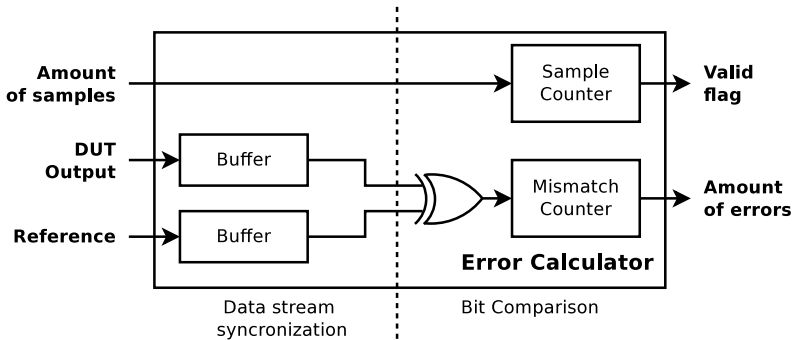 Amount
of samples
Sample
Counter
Valid
flag
DUT
Output
Buffer
Mismatch
Counter
Amount
of errors
Reference
Buffer
Error Calculator
Data stream
syncronization
Bit Comparison